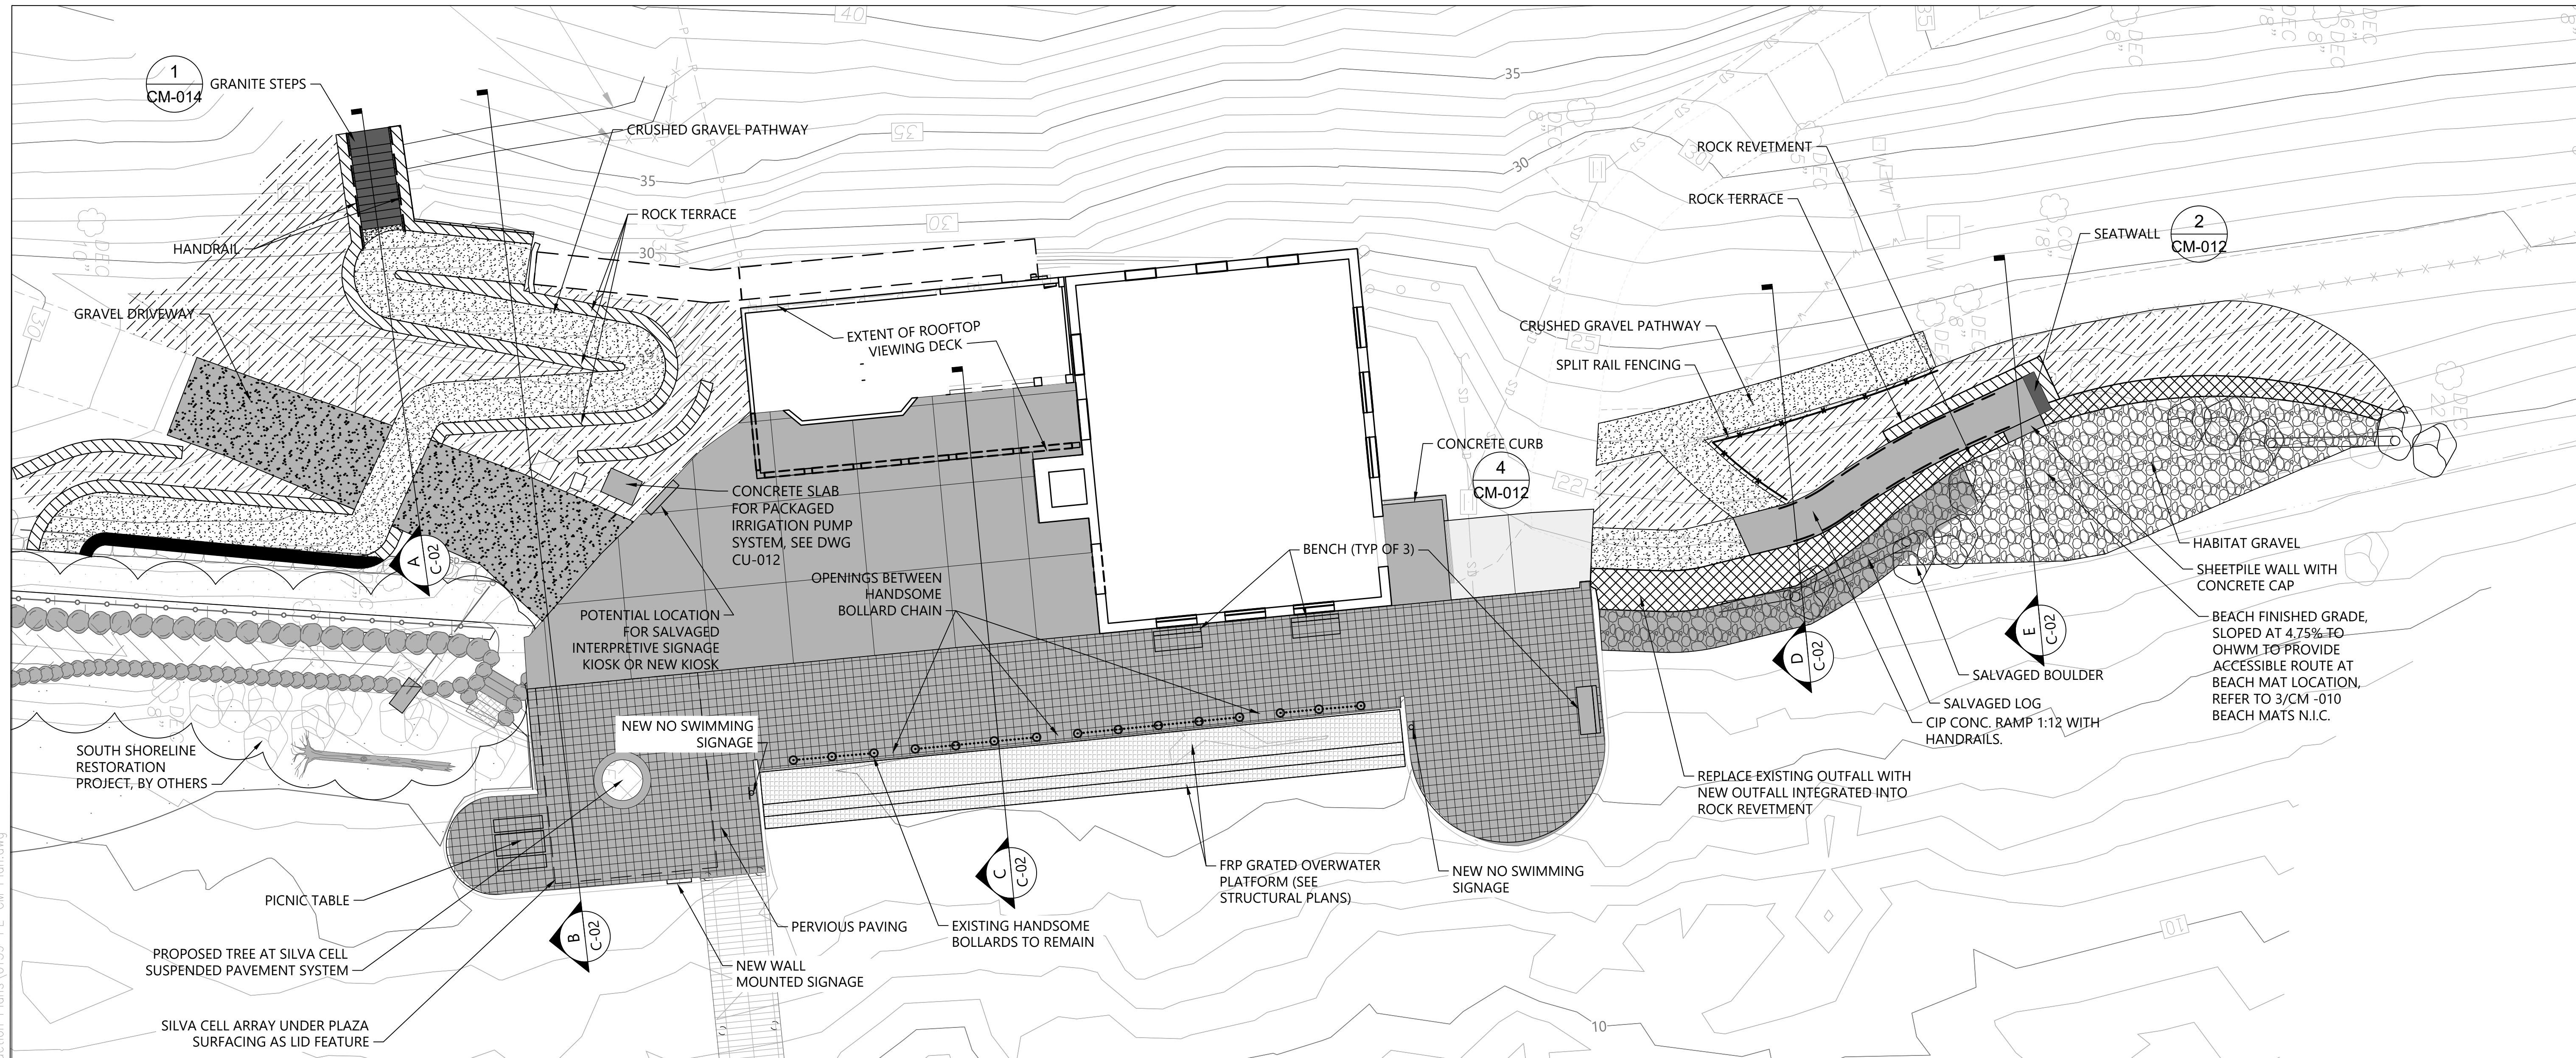 40
1
CM-014
GRANITE STEPS
CRUSHED GRAVEL PATHWAY
35
35
35
35
ROCK TERRACE
30
30
30
30
HANDRAIL
DEC
10"
GRAVEL DRIVEWAY
30
EXTENT OF ROOFTOP
VIEWING DECK
ROCK REVETMENT
ROCK TERRACE
SEATWALL
2
CM-012
CRUSHED GRAVEL PATHWAY
SPLIT RAIL FENCING
25
22
CONCRETE CURB
4
CM-012
CONCRETE SLAB
FOR PACKAGED
IRRIGATION PUMP
SYSTEM, SEE DWG
CU-012
BENCH (TYP OF 3)
OPENINGS BETWEEN
HANDSOME
BOLLARD CHAIN
POTENTIAL LOCATION
FOR SALVAGED
INTERPRETIVE SIGNAGE
KIOSK OR NEW KIOSK
A
C-02
HABITAT GRAVEL
SHEETPILE WALL WITH
CONCRETE CAP
BEACH FINISHED GRADE,
SLOPED AT 4.75% TO
OHWM TO PROVIDE
ACCESSIBLE ROUTE AT
BEACH MAT LOCATION,
REFER TO 3/CM -010
BEACH MATS N.I.C.
E
C-02
D
C-02
SALVAGED BOULDER
SALVAGED LOG
CIP CONC. RAMP 1:12 WITH
HANDRAILS.
NEW NO SWIMMING
SIGNAGE
SOUTH SHORELINE
RESTORATION
PROJECT, BY OTHERS
REPLACE EXISTING OUTFALL WITH
NEW OUTFALL INTEGRATED INTO
ROCK REVETMENT
C
C-02
FRP GRATED OVERWATER
PLATFORM (SEE
STRUCTURAL PLANS)
NEW NO SWIMMING
SIGNAGE
PICNIC TABLE
B
C-02
PERVIOUS PAVING
EXISTING HANDSOME
BOLLARDS TO REMAIN
PROPOSED TREE AT SILVA CELL
SUSPENDED PAVEMENT SYSTEM
NEW WALL
MOUNTED SIGNAGE
SILVA CELL ARRAY UNDER PLAZA
SURFACING AS LID FEATURE
10
10